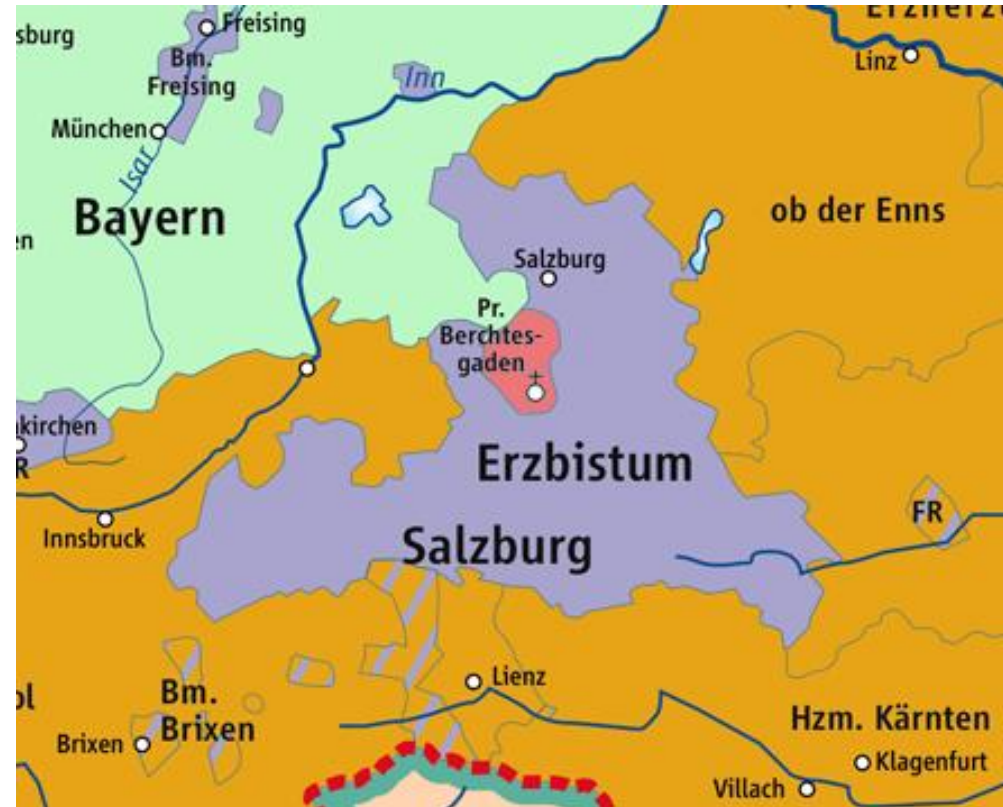 sburg
Freising
Bm.
Freising
Inn
Linz
München
Isar
Bayern
ob der Enns
Salzburg
Pr.
Berchtes-
gaden
kirchen
R
Erzbistum
Salzburg
FR
Innsbruck
Lienz
Bm.
Brixen
Brixen
Hzm. Kärnten
Klagenfurt
Villach